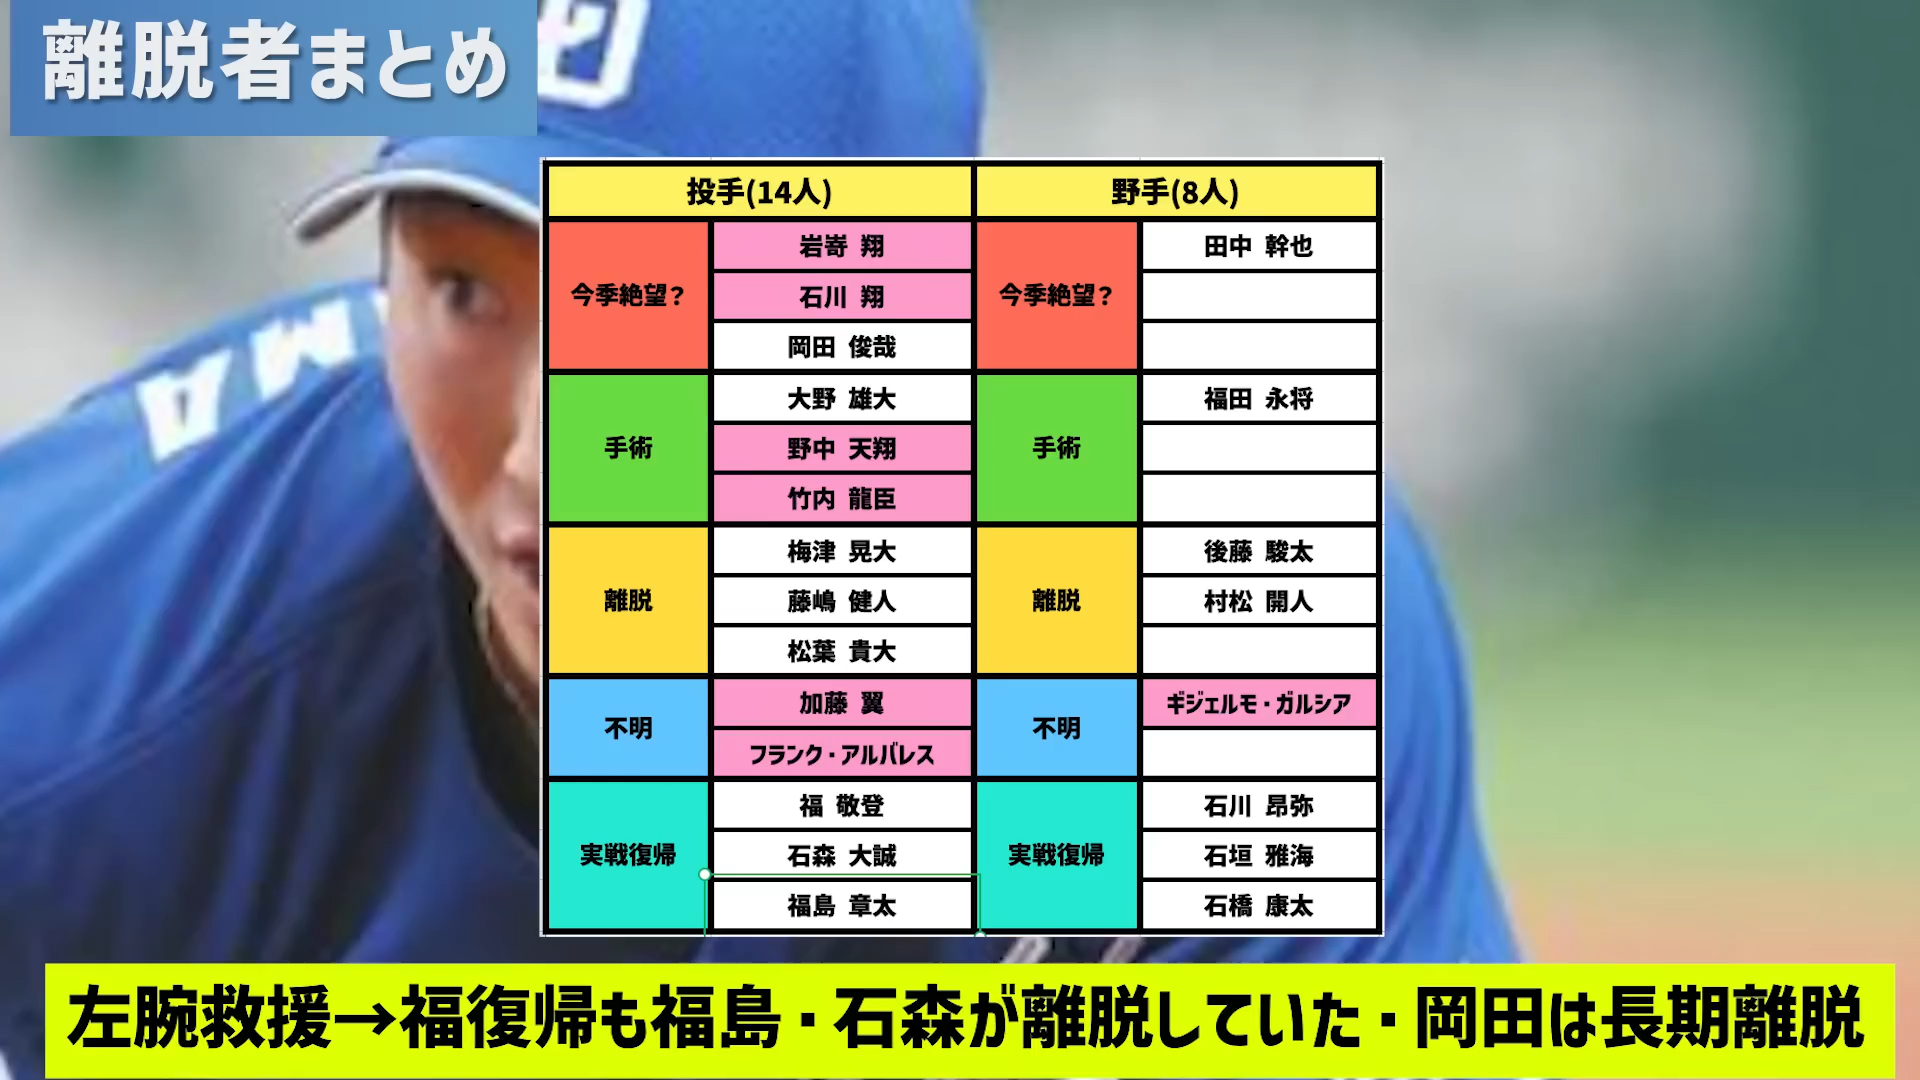 離脱者まとめ
投手(14人) 野手(8人)
今季絶望? 岩嵜 翔 今季絶望? 田中 幹也
石川 翔
岡田 俊哉
手術 大野 雄大 手術 福田 永将
野中 天翔
竹内 龍臣
離脱 梅津 晃大 離脱 後藤 駿太
藤嶋 健人 村松 開人
松葉 貴大
不明 加藤 翼 不明 ギジェルモ・ガルシア
フランク・アルバレス
実戦復帰 福 敬登 実戦復帰 石川 昂弥
石森 大誠 石垣 雅海
福島 章太 石橋 康太
左腕救援→福復帰も福島・石森が離脱していた・岡田は長期離脱